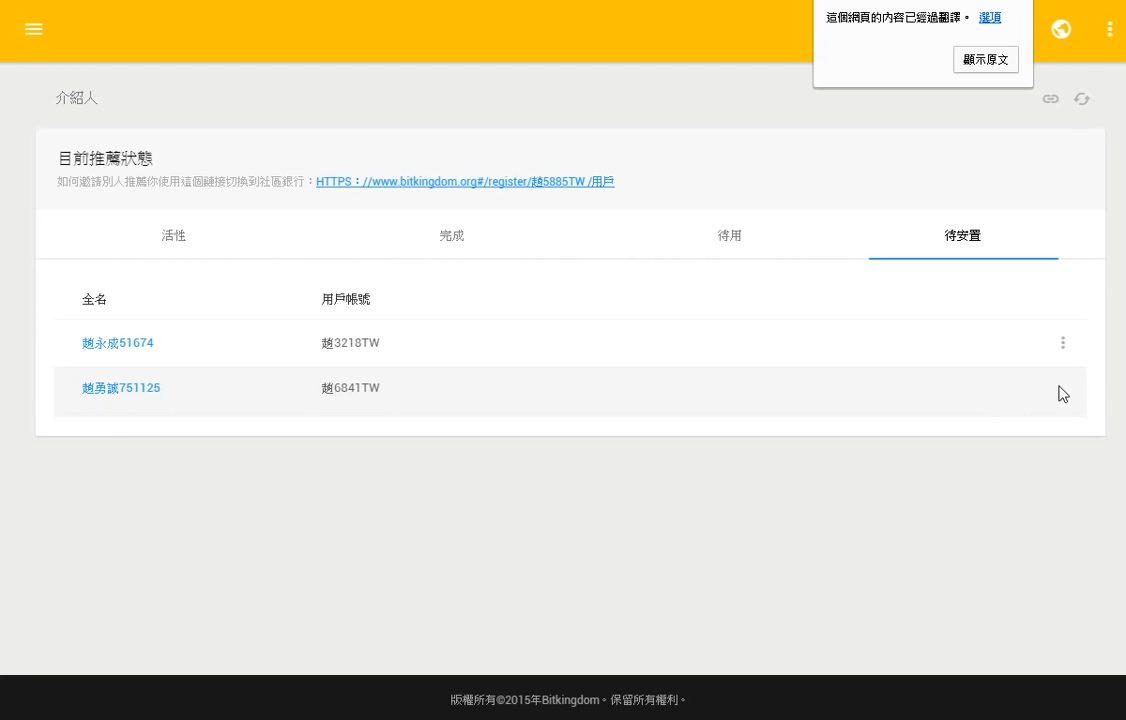 這個網頁的內容已經過翻譯。 選項
顯示原文
介紹人
目前推薦狀態
如何邀請別人推薦你使用這個鏈接切換到社區銀行：HTTPS：//www.bitkingdom.org#/register/趙5885TW /用戶
活性 完成 待用 待安置
全名 用戶帳號
趙永成51674 趙3218TW
趙勇誠751125 趙6841TW
版權所有©2015年Bitkingdom。保留所有權利。